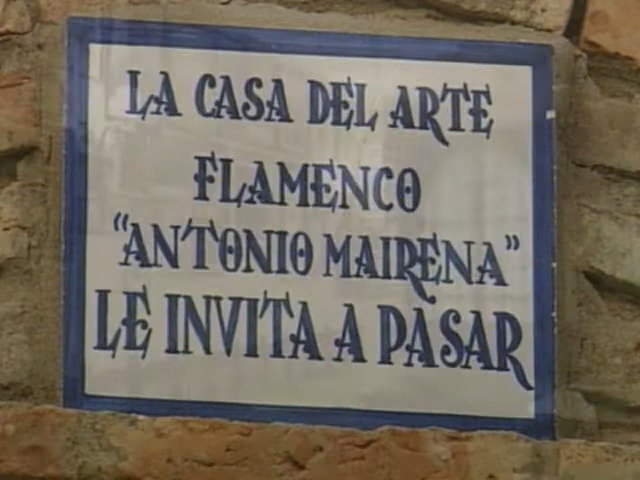 LA CASA DEL ARTE
FLAMENCO
"ANTONIO MAIRENA"
LE INVITA A PASAR